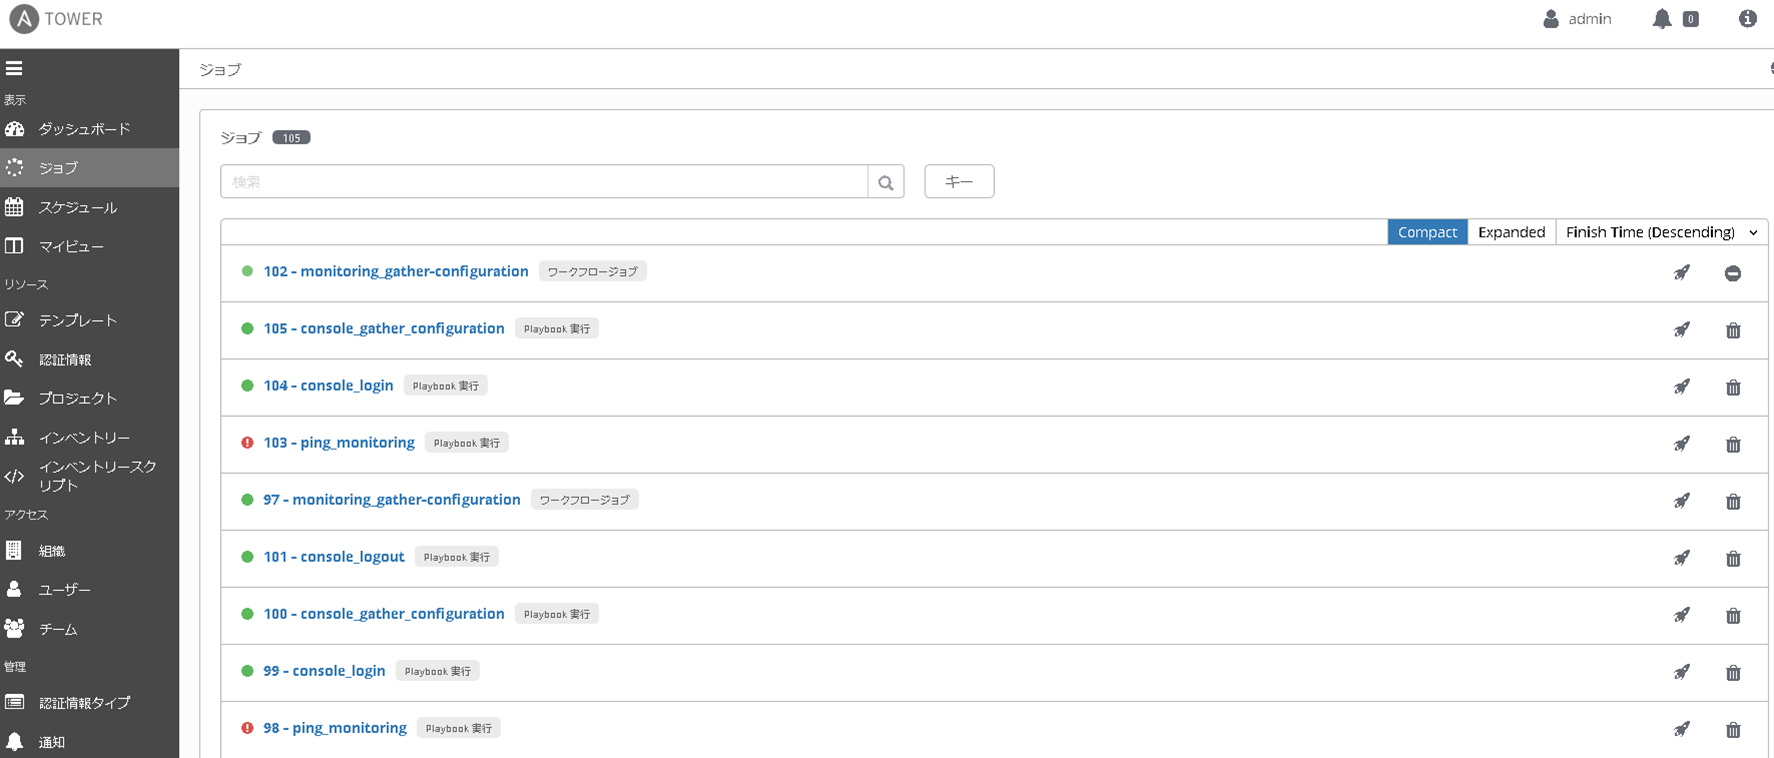 A TOWER
admin
0
表示
ダッシュボード
ジョブ
スケジュール
マイビュー
リソース
テンプレート
認証情報
プロジェクト
インベントリー
インベントリースク
リプト
アクセス
組織
ユーザー
チーム
管理
認証情報タイプ
通知
ジョブ
ジョブ 105
検索
キー
Compact Expanded Finish Time (Descending)
102 - monitoring_gather-configuration ワークフロージョブ
105 - console_gather_configuration Playbook 実行
104 - console_login Playbook 実行
103 - ping_monitoring Playbook 実行
97 - monitoring_gather-configuration ワークフロージョブ
101 - console_logout Playbook 実行
100 - console_gather_configuration Playbook 実行
99 - console_login Playbook 実行
98 - ping_monitoring Playbook 実行